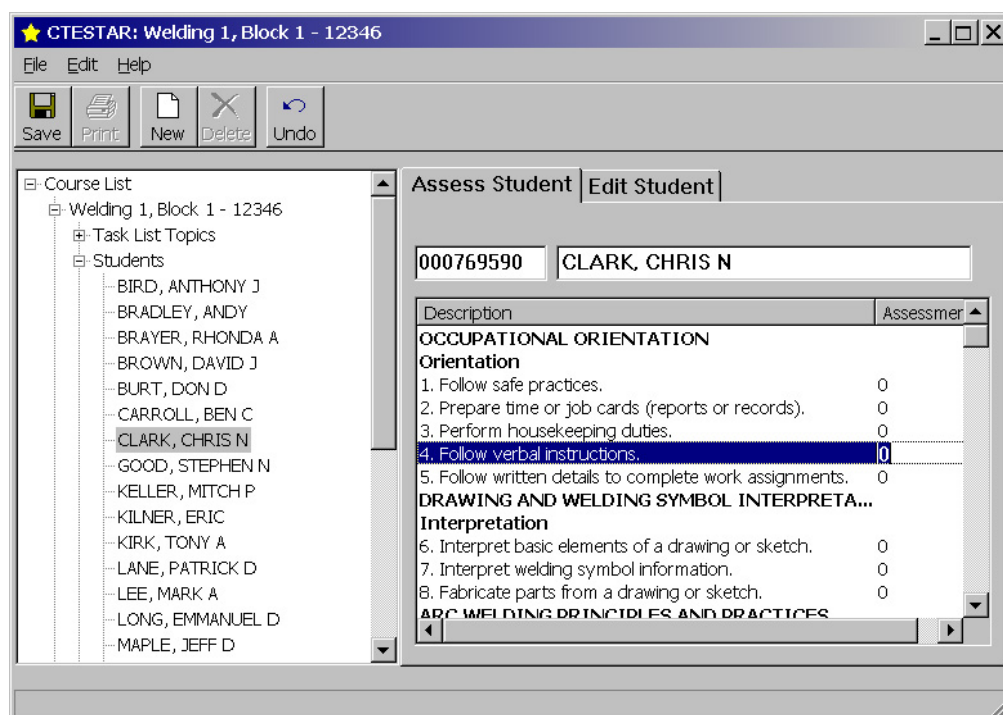 CTESTAR: Welding 1, Block 1 - 12346
File Edit Help
Save Print New Delete Undo
Course List
Welding 1, Block 1 - 12346
Task List Topics
Students
BIRD, ANTHONY J
BRADLEY, ANDY
BRAYER, RHONDA A
BROWN, DAVID J
BURT, DON D
CARROLL, BEN C
CLARK, CHRIS N
GOOD, STEPHEN N
KELLER, MITCH P
KILNER, ERIC
KIRK, TONY A
LANE, PATRICK D
LEE, MARK A
LONG, EMMANUEL D
MAPLE, JEFF D
Assess Student Edit Student
000769590 CLARK, CHRIS N
Description Assessmer
OCCUPATIONAL ORIENTATION
Orientation
1. Follow safe practices. 0
2. Prepare time or job cards (reports or records). 0
3. Perform housekeeping duties. 0
4. Follow verbal instructions. 0
5. Follow written details to complete work assignments. 0
DRAWING AND WELDING SYMBOL INTERPRETA...
Interpretation
6. Interpret basic elements of a drawing or sketch. 0
7. Interpret welding symbol information. 0
8. Fabricate parts from a drawing or sketch. 0
ARC WELDING PRINCIPLES AND PRACTICES